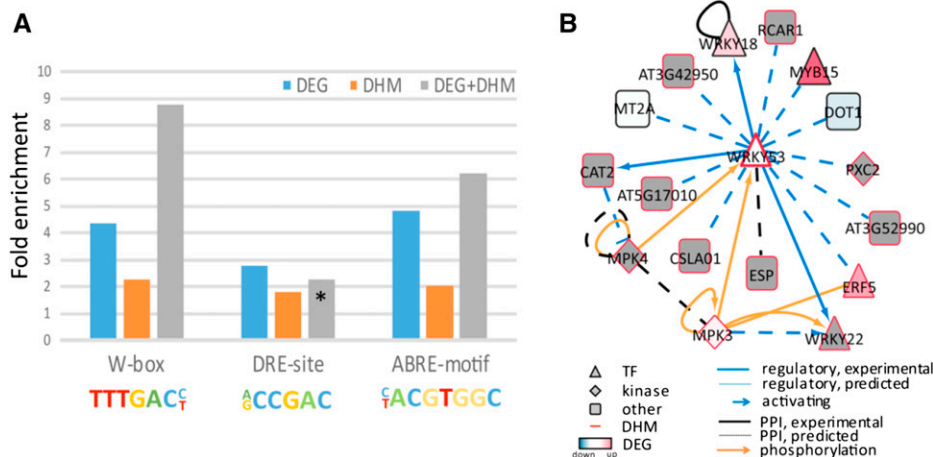 A
B
Fold enrichment
10
9
8
7
6
5
4
3
2
1
0
DEG DHM DEG+DHM
*
W-box DRE-site ABRE-motif
TTTGACC
T
A
GCCGAC
C
TACGTGGC
WRKY18
RCAR1
AT3G42950
MYB15
MT2A
DOT1
WRKY53
CAT2
PXC2
AT5G17010
AT3G52990
MPK4
CSLA01
ESP
ERF5
MPK3
WRKY22
TF
kinase
other
DHM
DEG
down up
regulatory, experimental
regulatory, predicted
activating
PPI, experimental
PPI, predicted
phosphorylation